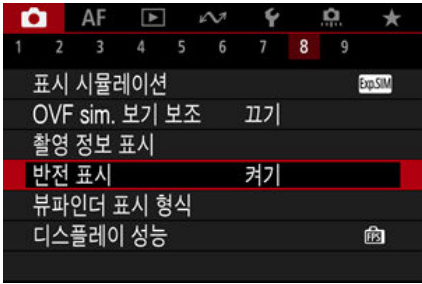 AF
1 2 3 4 5 6 7 8 9
표시 시뮬레이션 Exp.SIM
OVF sim. 보기 보조 끄기
촬영 정보 표시
반전 표시 켜기
뷰파인더 표시 형식
디스플레이 성능 FPS